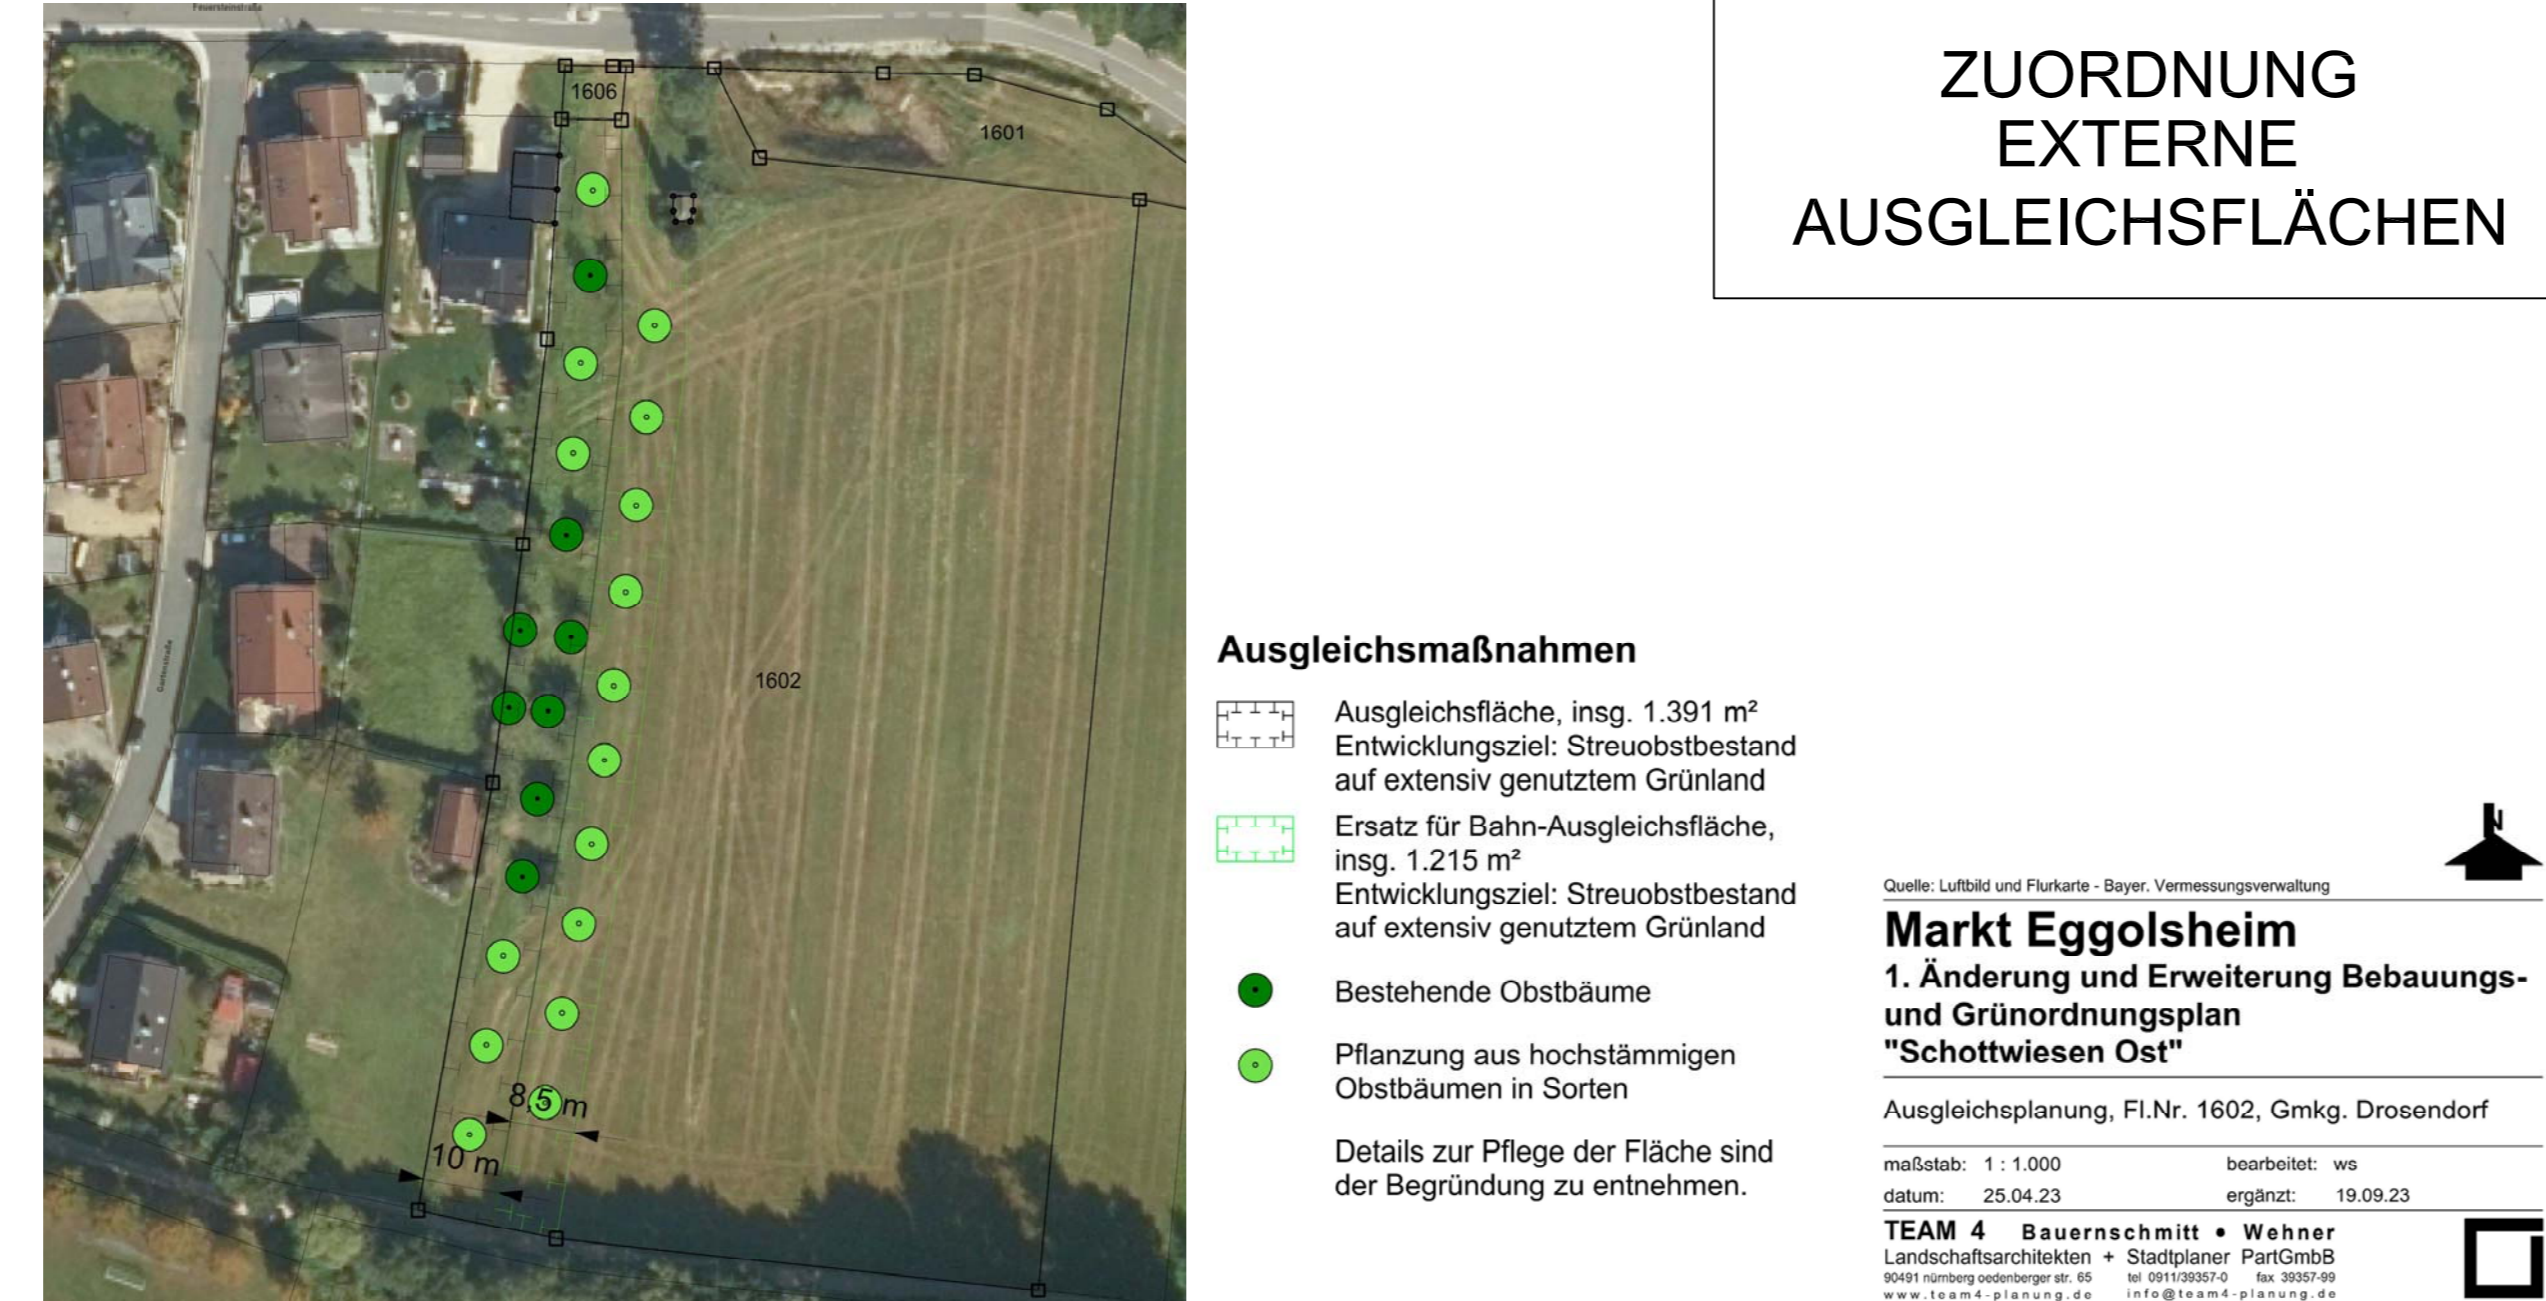 Feuersteinstraße
1606
1601
1602
Gartenstraße
8,5 m
10 m
ZUORDNUNG
EXTERNE
AUSGLEICHSFLÄCHEN
Ausgleichsmaßnahmen
Ausgleichsfläche, insg. 1.391 m²
Entwicklungsziel: Streuobstbestand
auf extensiv genutztem Grünland
Ersatz für Bahn-Ausgleichsfläche,
insg. 1.215 m²
Entwicklungsziel: Streuobstbestand
auf extensiv genutztem Grünland
Bestehende Obstbäume
Pflanzung aus hochstämmigen
Obstbäumen in Sorten
Details zur Pflege der Fläche sind
der Begründung zu entnehmen.
N
Quelle: Luftbild und Flurkarte - Bayer. Vermessungsverwaltung
Markt Eggolsheim
1. Änderung und Erweiterung Bebauungs-
und Grünordnungsplan
"Schottwiesen Ost"
Ausgleichsplanung, Fl.Nr. 1602, Gmkg. Drosendorf
maßstab: 1 : 1.000 bearbeitet: ws
datum: 25.04.23 ergänzt: 19.09.23
TEAM 4 Bauernschmitt • Wehner
Landschaftsarchitekten + Stadtplaner PartGmbB
90491 nürnberg oedenberger str. 65 tel 0911/39357-0 fax 39357-99
www.team4-planung.de info@team4-planung.de